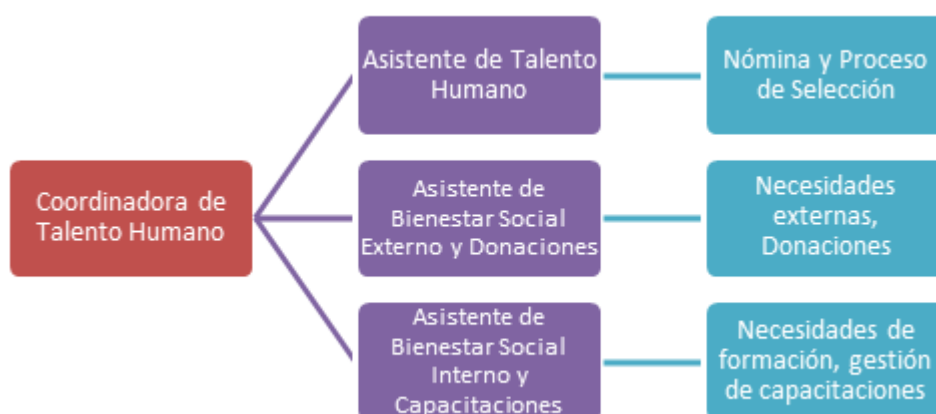 Coordinadora de
Talento Humano
Asistente de Talento
Humano
Nómina y Proceso
de Selección
Asistente de
Bienestar Social
Externo y Donaciones
Necesidades
externas,
Donaciones
Asistente de
Bienestar Social
Interno y
Capacitaciones
Necesidades de
formación, gestión
de capacitaciones